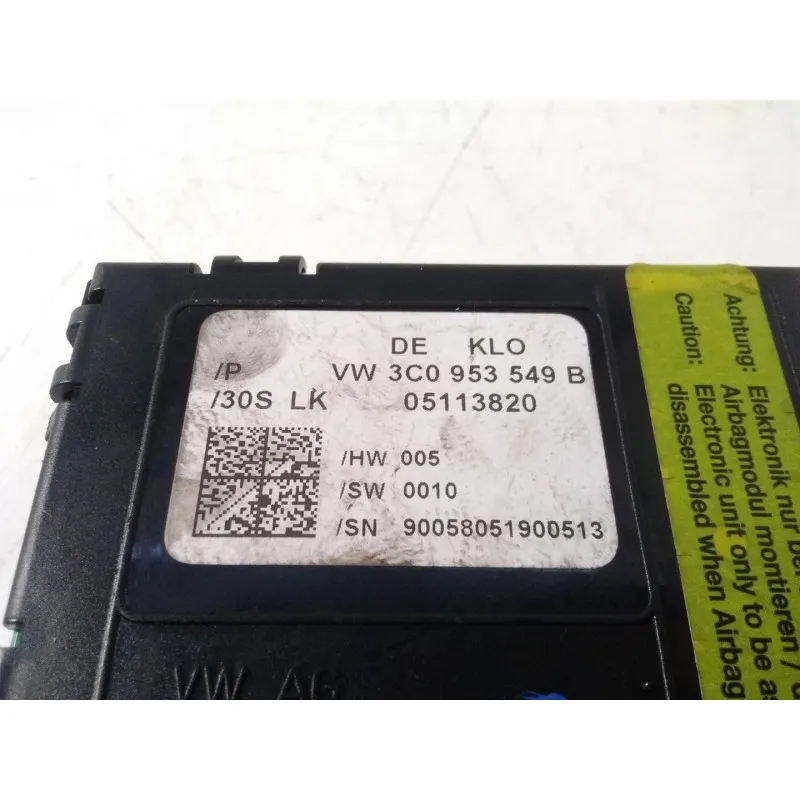 DE KLO
/P VW 3C0 953 549 B
/30S LK 05113820
/HW 005
/SW 0010
/SN 90058051900513
VW AG
Achtung: Elektronik nur bei
Airbagmodul montieren /
Caution: Electronic unit only to be
disassembled when Airbag